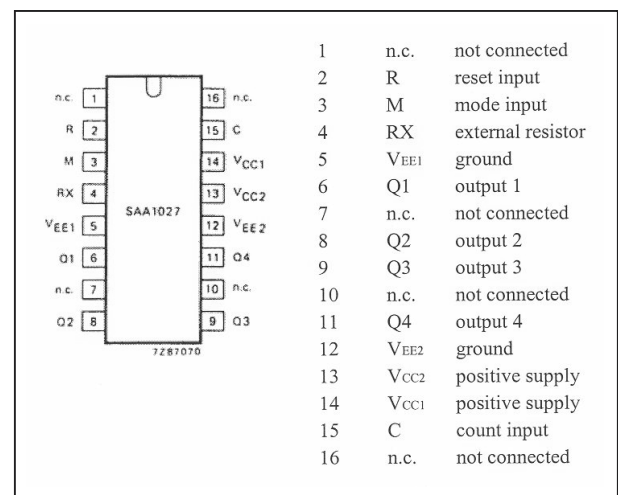 n.c. 1 16 n.c.
R 2 15 C
M 3 14 VCC1
RX 4 13 VCC2
SAA1027
VEE1 5 12 VEE2
Q1 6 11 Q4
n.c. 7 10 n.c.
Q2 8 9 Q3
7Z87070
1 n.c. not connected
2 R reset input
3 M mode input
4 RX external resistor
5 VEE1 ground
6 Q1 output 1
7 n.c. not connected
8 Q2 output 2
9 Q3 output 3
10 n.c. not connected
11 Q4 output 4
12 VEE2 ground
13 VCC2 positive supply
14 VCC1 positive supply
15 C count input
16 n.c. not connected